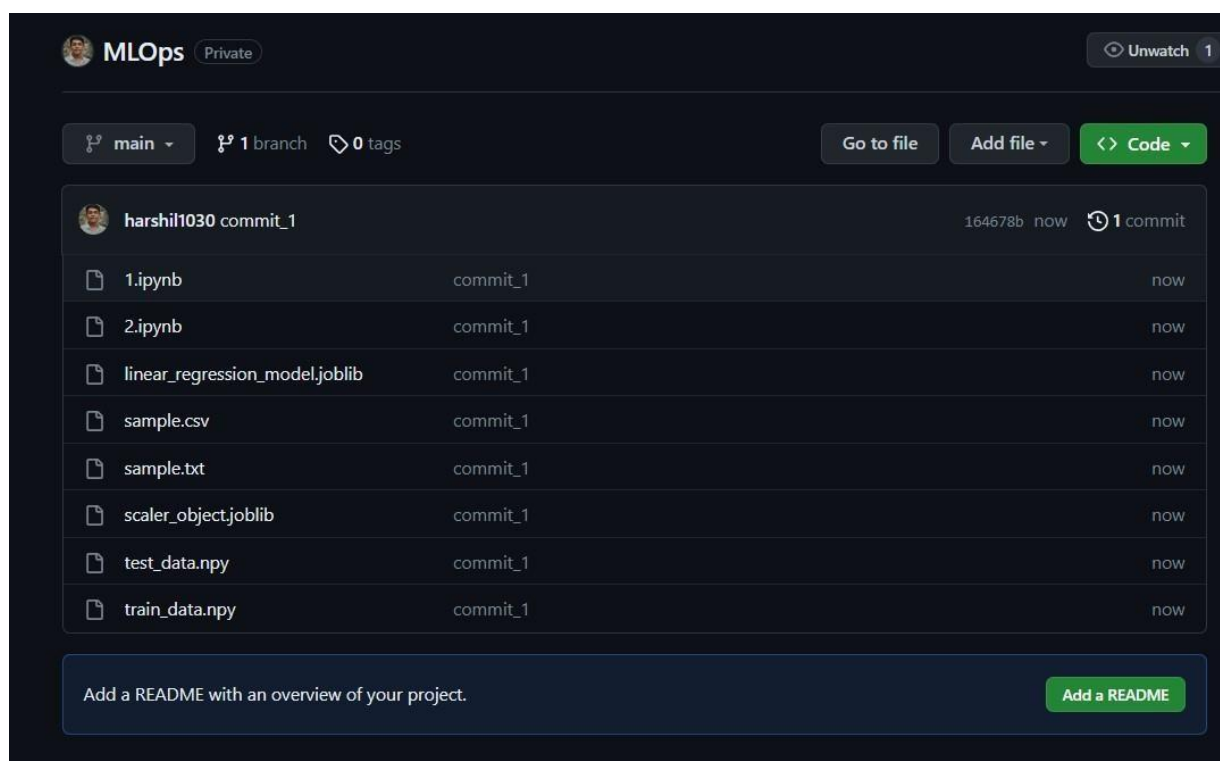 MLOps Private Unwatch 1
main 1 branch 0 tags Go to file Add file <> Code
harshil1030 commit_1 164678b now 1 commit
1.ipynb commit_1 now
2.ipynb commit_1 now
linear_regression_model.joblib commit_1 now
sample.csv commit_1 now
sample.txt commit_1 now
scaler_object.joblib commit_1 now
test_data.npy commit_1 now
train_data.npy commit_1 now
Add a README with an overview of your project. Add a README